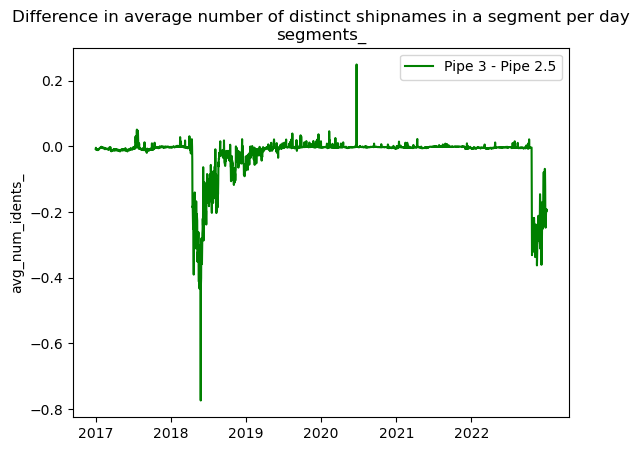 Difference in average number of distinct shipnames in a segment per day
segments_
Pipe 3 - Pipe 2.5
avg_num_idents_
0.2
0.0
−0.2
−0.4
−0.6
−0.8
2017 2018 2019 2020 2021 2022